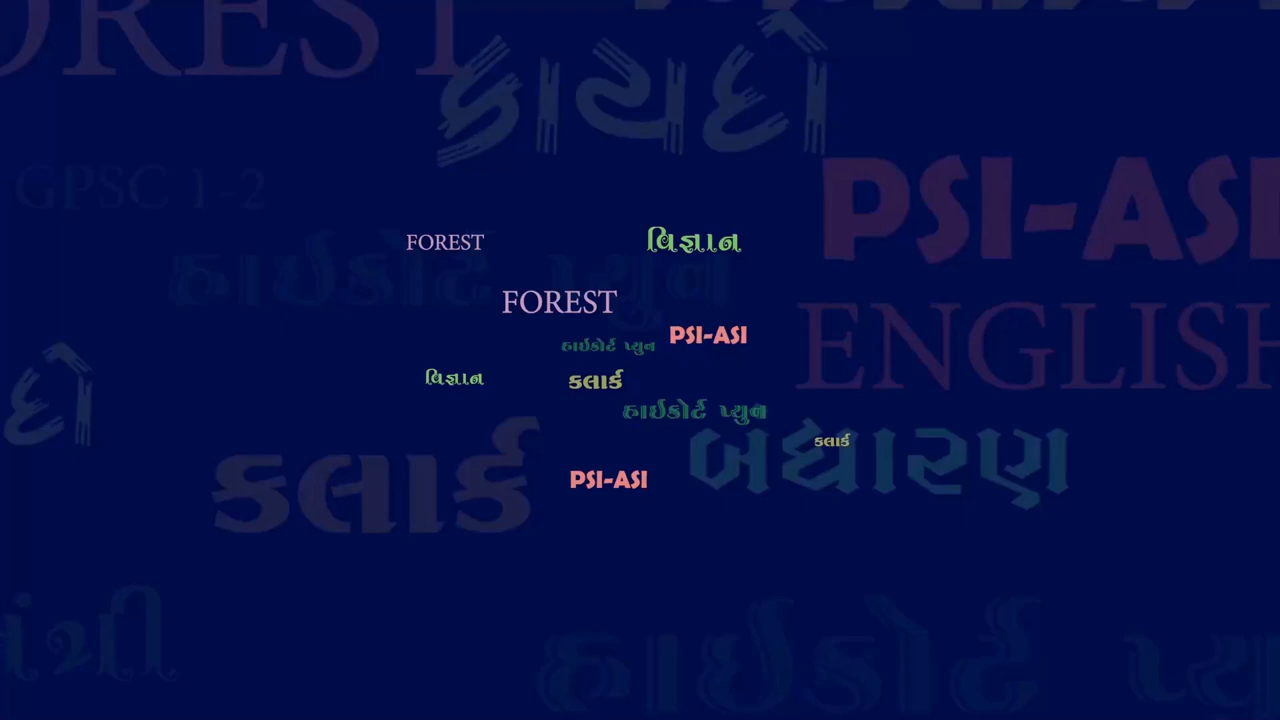 FOREST
કાયદો
GPSC 1-2
PSI-ASI
FOREST
વિજ્ઞાન
હાઈકોર્ટ પ્યુન
FOREST
ENGLISH
PSI-ASI
હાઈકોર્ટ પ્યુન
વિજ્ઞાન
કલાર્ક
હાઈકોર્ટ પ્યુન
કલાર્ક
બંધારણ
કલાર્ક
PSI-ASI
હાઈકોર્ટ